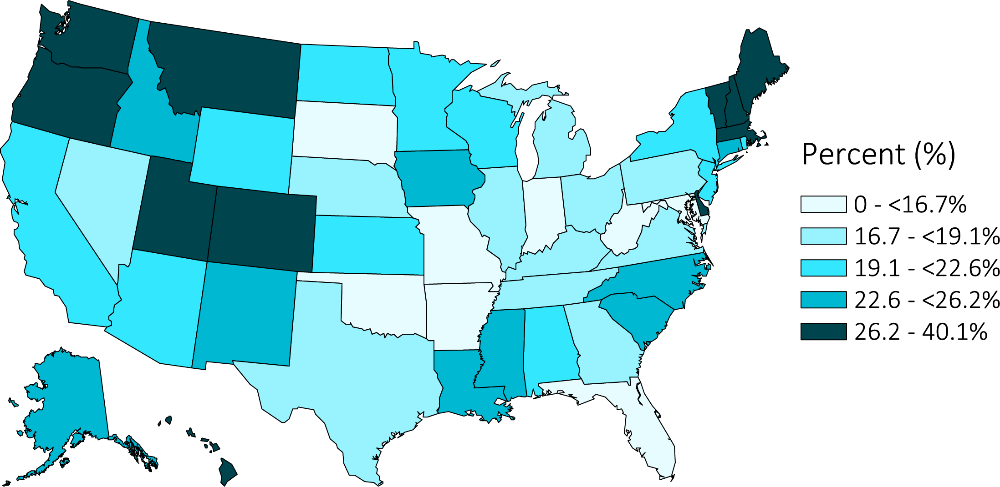 Percent (%)
0 - <16.7%
16.7 - <19.1%
19.1 - <22.6%
22.6 - <26.2%
26.2 - 40.1%